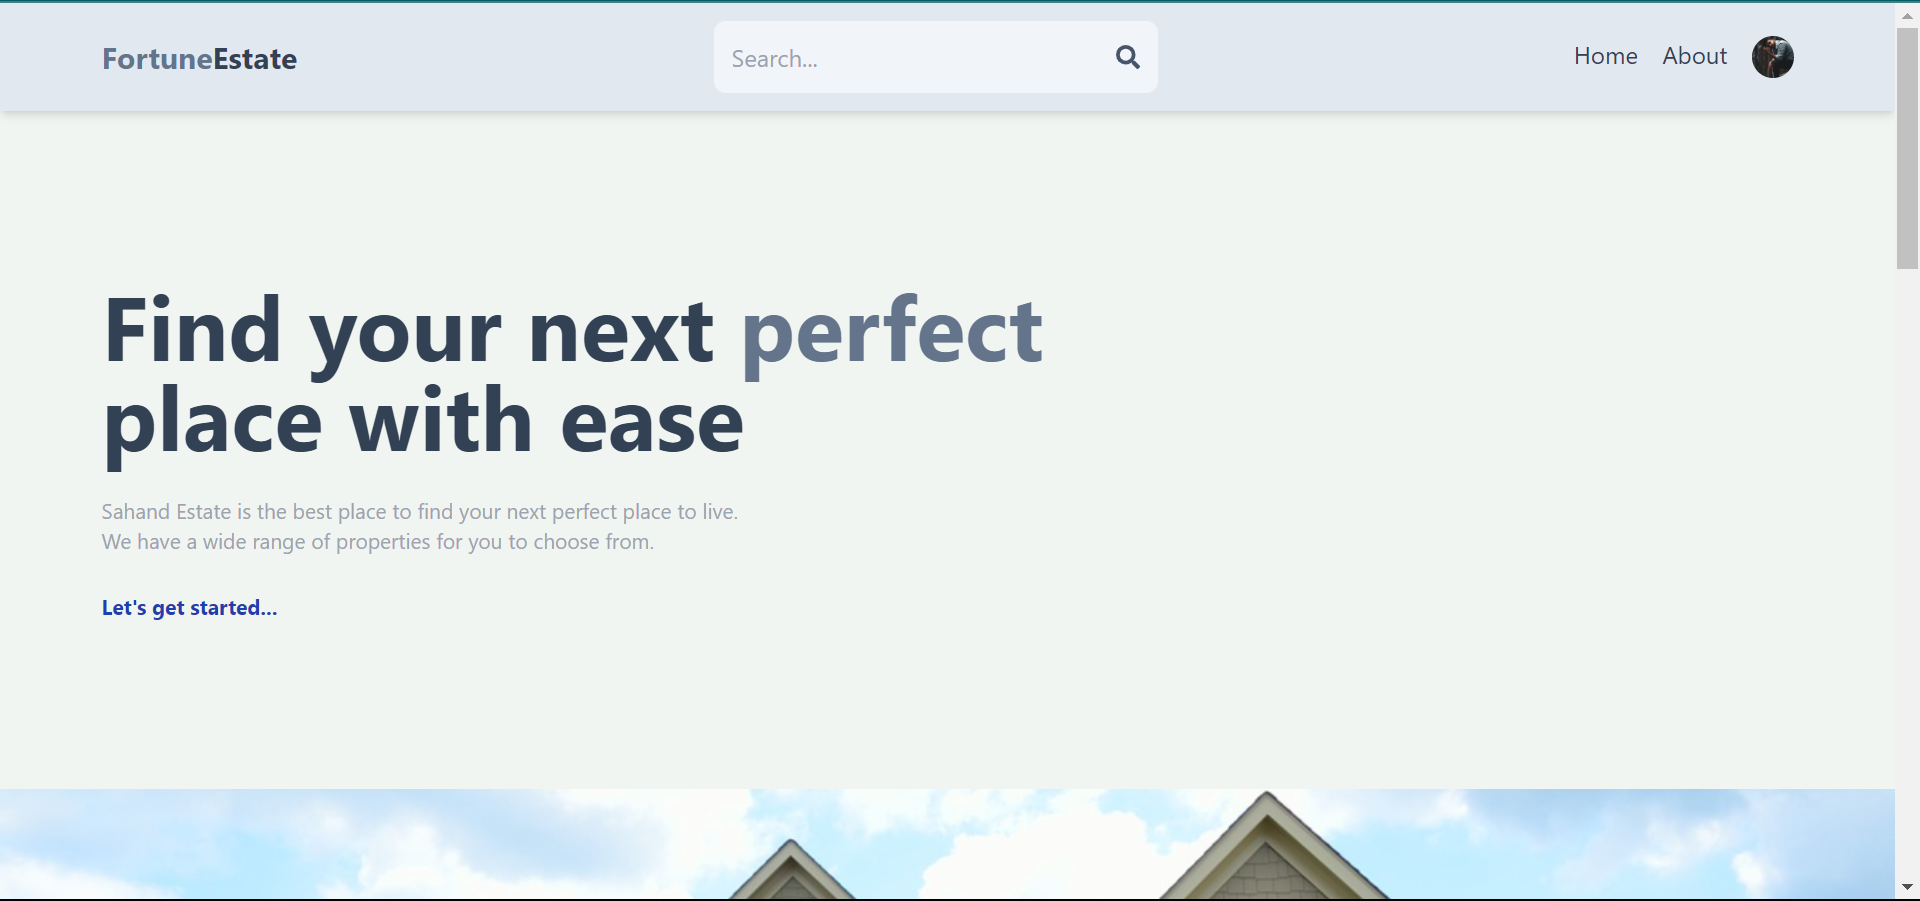 FortuneEstate
Search...
Home
About
Find your next perfect
place with ease
Sahand Estate is the best place to find your next perfect place to live.
We have a wide range of properties for you to choose from.
Let's get started...